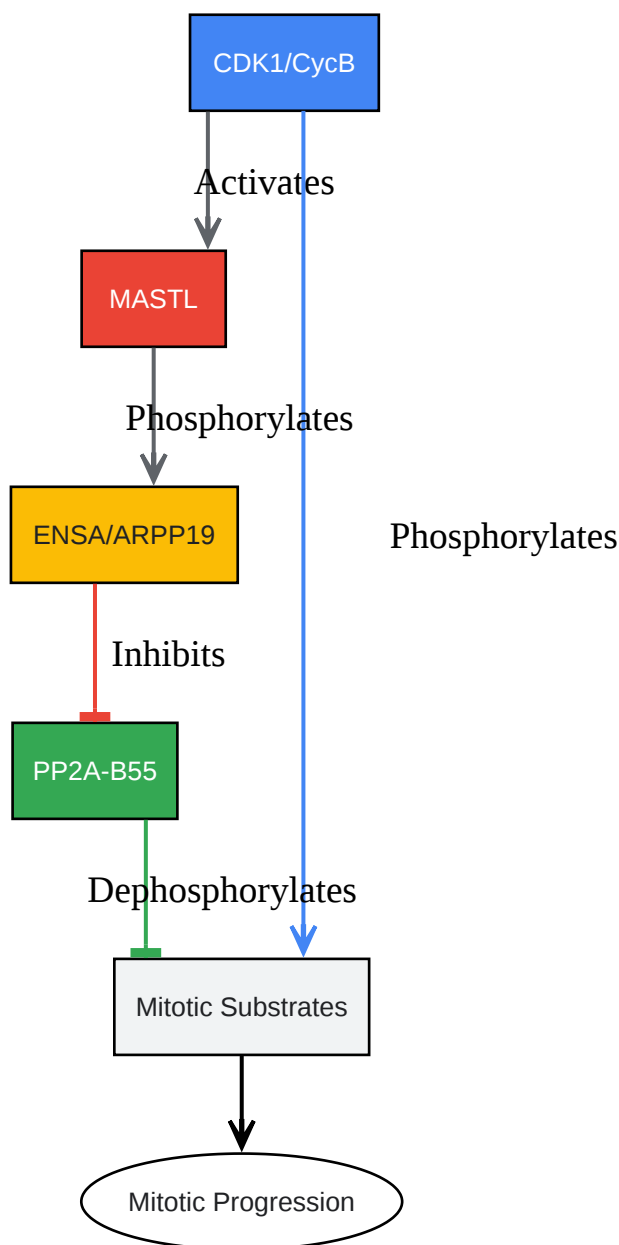 CDK1/CycB
Activates
MASTL
Phosphorylates
ENSA/ARPP19
Phosphorylates
Inhibits
PP2A-B55
Dephosphorylates
Mitotic Substrates
Mitotic Progression